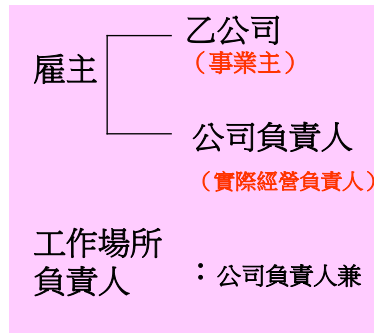 乙公司
（事業主）
雇主
公司負責人
（實際經營負責人）
工作場所
負責人
：公司負責人兼